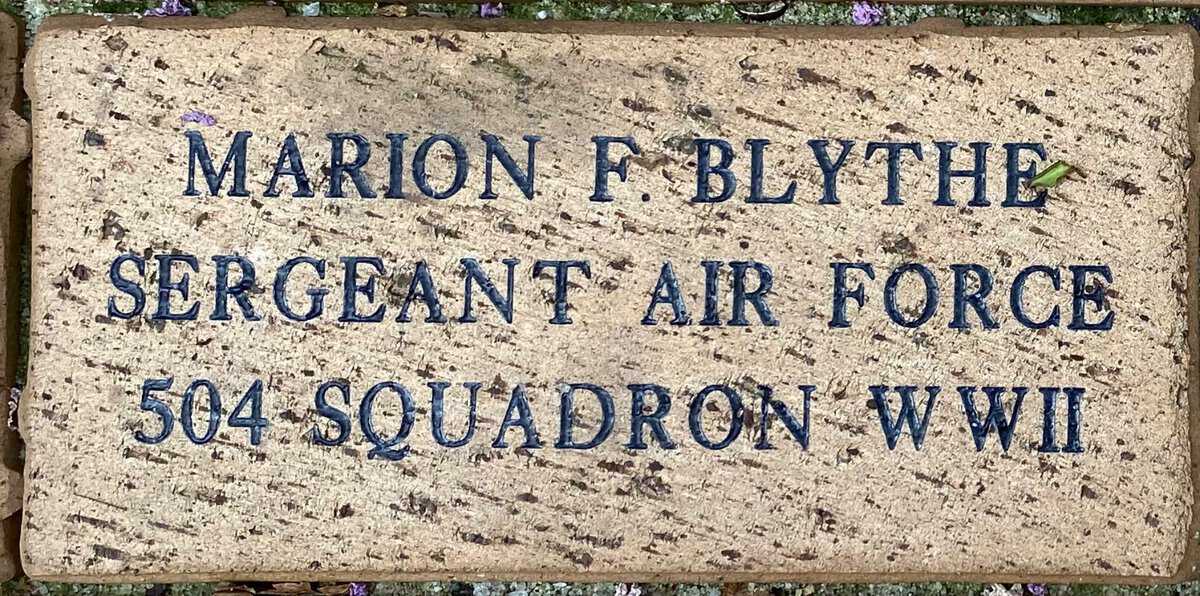 MARION F. BLYTHE
SERGEANT AIR FORCE
504 SQUADRON WWII